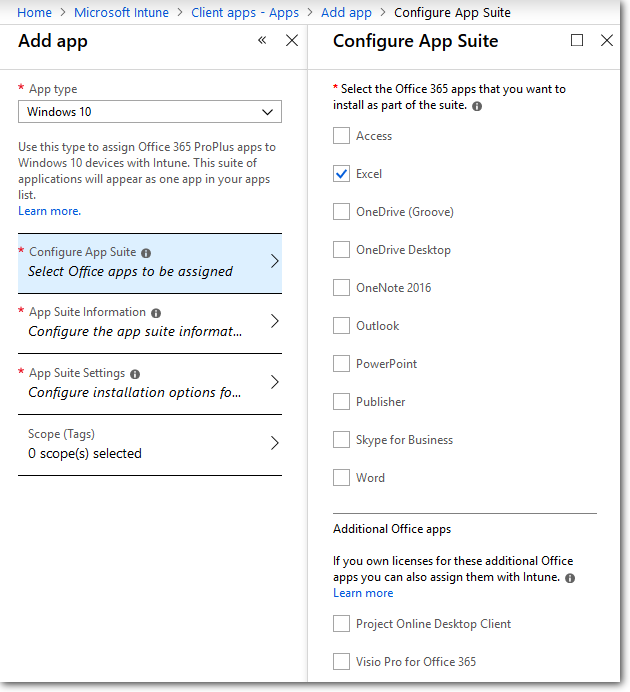 Home > Microsoft Intune > Client apps - Apps > Add app > Configure App Suite
Add app
* App type
Windows 10
Use this type to assign Office 365 ProPlus apps to
Windows 10 devices with Intune. This suite of
applications will appear as one app in your apps
list.
Learn more.
* Configure App Suite
Select Office apps to be assigned
* App Suite Information
Configure the app suite informat...
* App Suite Settings
Configure installation options fo...
Scope (Tags)
0 scope(s) selected
Configure App Suite
* Select the Office 365 apps that you want to
install as part of the suite.
Access
Excel
OneDrive (Groove)
OneDrive Desktop
OneNote 2016
Outlook
PowerPoint
Publisher
Skype for Business
Word
Additional Office apps
If you own licenses for these additional Office
apps you can also assign them with Intune.
Learn more
Project Online Desktop Client
Visio Pro for Office 365